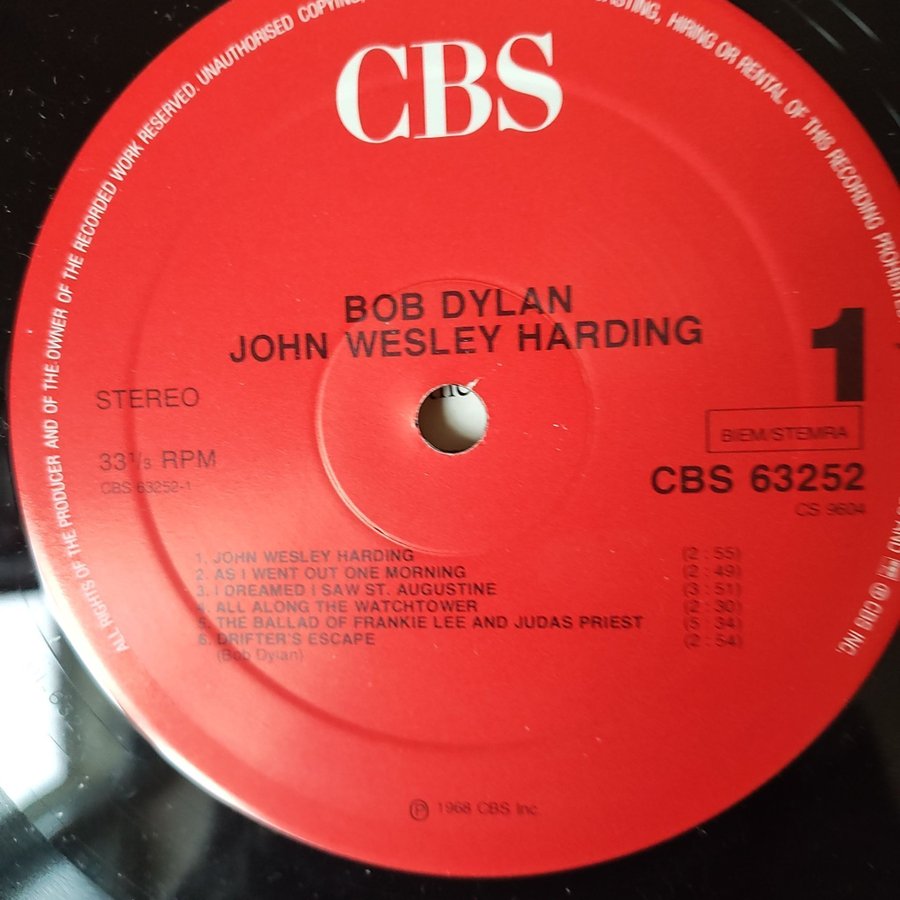 ALL RIGHTS OF THE PRODUCER AND OF THE OWNER OF THE RECORDED WORK RESERVED. UNAUTHORISED COPYING,
HIRING OR RENTAL OF THIS RECORDING PROHIBITED
CBS
BOB DYLAN
JOHN WESLEY HARDING
1
STEREO
BIEM/STEMRA
33⅓ RPM
CBS 63252
CBS 63252-1
CS 9604
1. JOHN WESLEY HARDING (2 : 55)
2. AS I WENT OUT ONE MORNING (2 : 49)
3. I DREAMED I SAW ST. AUGUSTINE (3 : 51)
4. ALL ALONG THE WATCHTOWER (2 : 30)
5. THE BALLAD OF FRANKIE LEE AND JUDAS PRIEST (5 : 34)
6. DRIFTER'S ESCAPE (2 : 54)
(Bob Dylan)
CBS INC.
℗ 1968 CBS Inc